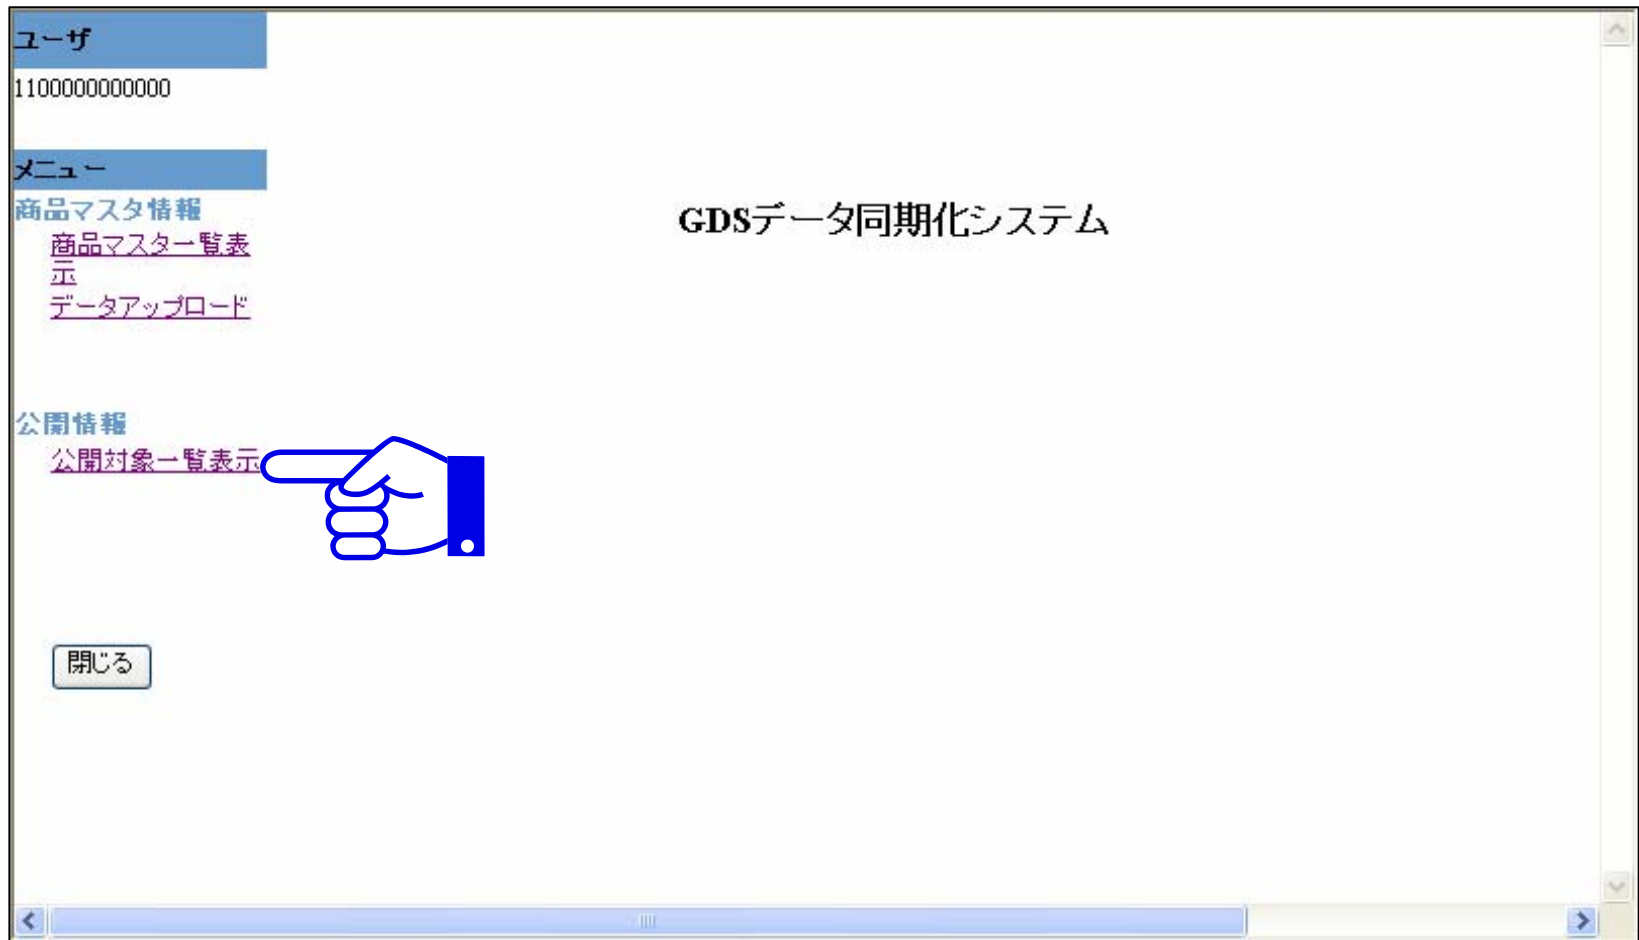 ユーザ
1100000000000
メニュー
商品マスタ情報
商品マスター覧表
示
データアップロード
公開情報
公開対象一覧表示
閉じる
GDSデータ同期化システム